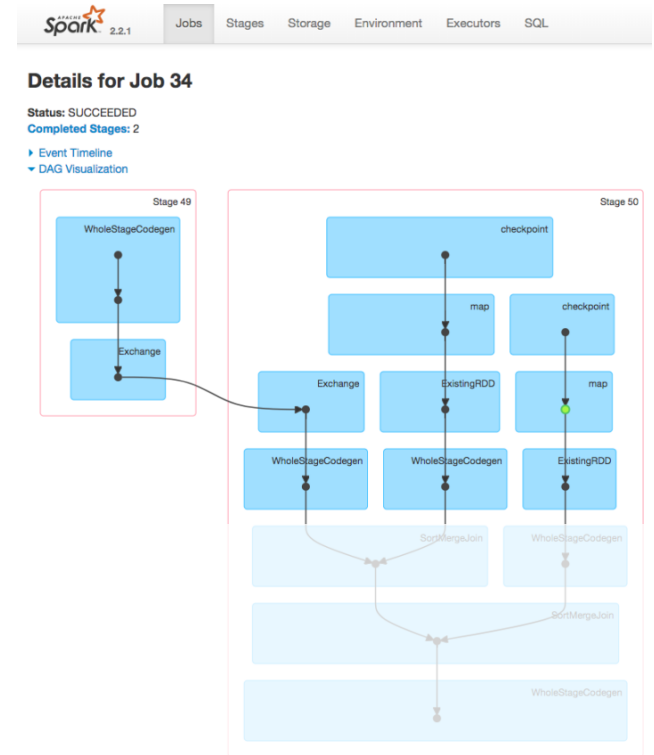 APACHE
Spark 2.2.1 Jobs Stages Storage Environment Executors SQL
Details for Job 34
Status: SUCCEEDED
Completed Stages: 2
Event Timeline
DAG Visualization
Stage 49
WholeStageCodegen
Exchange
Stage 50
checkpoint
map
checkpoint
Exchange
ExistingRDD
map
WholeStageCodegen
WholeStageCodegen
ExistingRDD
SortMergeJoin
WholeStageCodegen
SortMergeJoin
WholeStageCodegen